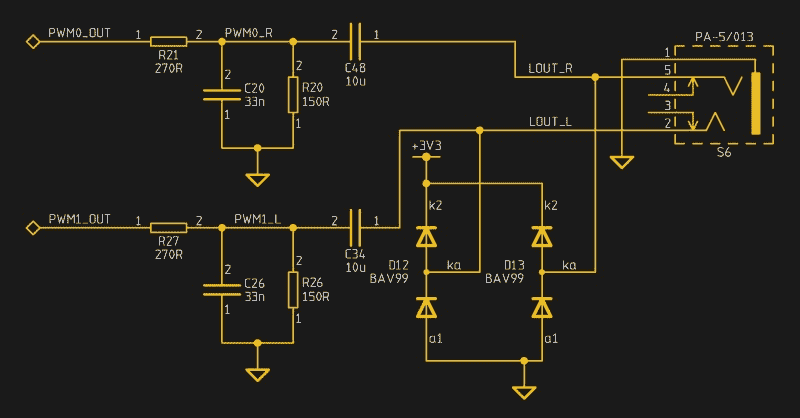 PWM0_OUT
1
R21
270R
2
PWM0_R
2
C20
33n
1
2
R20
150R
1
2
C48
10u
1
LOUT_R
LOUT_L
PA-5/013
1
5
4
3
2
S6
PWM1_OUT
1
R27
270R
2
PWM1_L
2
C26
33n
1
2
R26
150R
1
2
C34
10u
1
+3V3
k2
k2
D12
BAV99
ka
D13
BAV99
ka
a1
a1